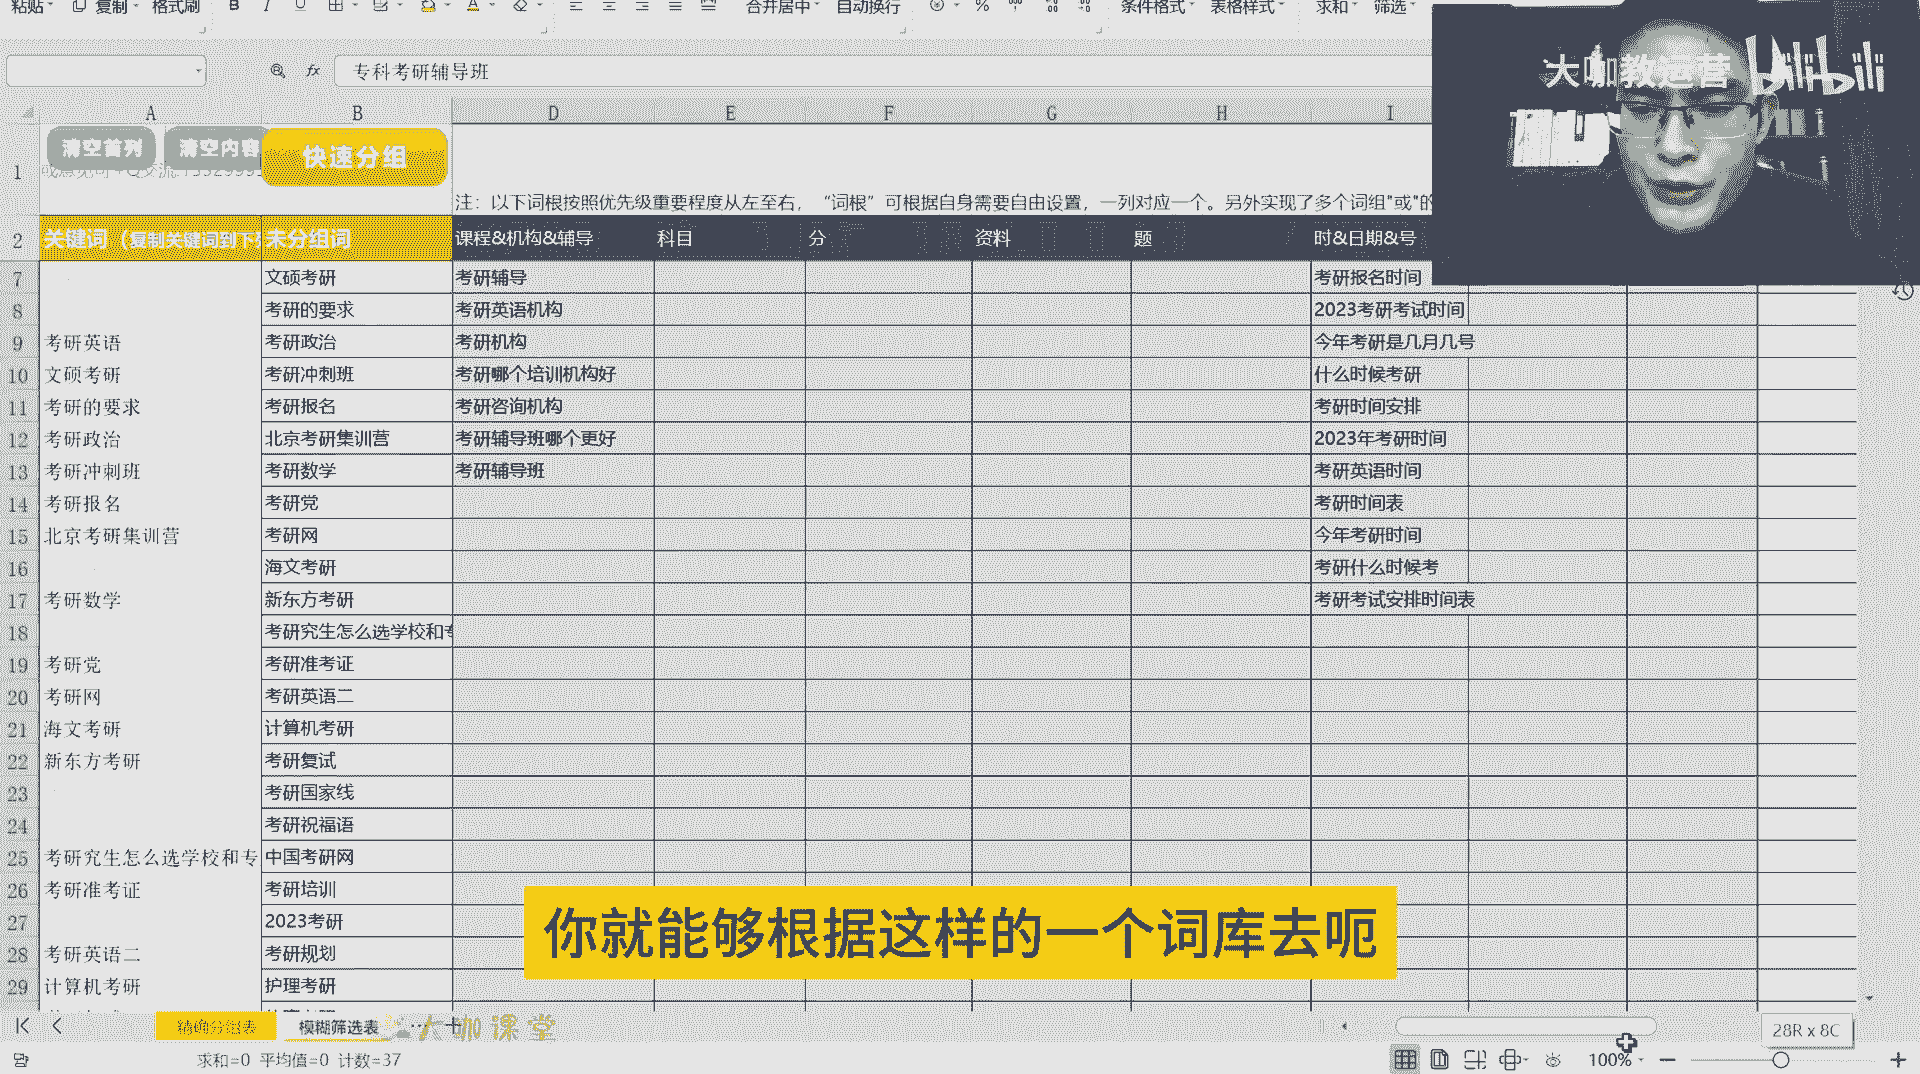 粘贴 复制 格式刷 B I U A 合并居中 自动换行 % 条件格式 表格样式 求和 筛选
fx 专科考研辅导班
大咖教运营 bilibili
A B D E F G H I
清空首列 清空内容 快速分组
1
注：以下词根按照优先级重要程度从左至右，“词根”可根据自身需要自由设置，一列对应一个。另外实现了多个词组"或"的
2 关键词（复制关键词到下 未分组词 课程&机构&辅导 科目 分 资料 题 时&日期&号
7 文硕考研 考研辅导 考研报名时间
8 考研的要求 考研英语机构 2023考研考试时间
9 考研英语 考研政治 考研机构 今年考研是几月几号
10 文硕考研 考研冲刺班 考研哪个培训机构好 什么时候考研
11 考研的要求 考研报名 考研咨询机构 考研时间安排
12 考研政治 北京考研集训营 考研辅导班哪个更好 2023年考研时间
13 考研冲刺班 考研数学 考研辅导班 考研英语时间
14 考研报名 考研党 考研时间表
15 北京考研集训营 考研网 今年考研时间
16 海文考研 考研什么时候考
17 考研数学 新东方考研 考研考试安排时间表
18 考研究生怎么选学校和专
19 考研党 考研准考证
20 考研网 考研英语二
21 海文考研 计算机考研
22 新东方考研 考研复试
23 考研国家线
24 考研祝福语
25 考研究生怎么选学校和专 中国考研网
26 考研准考证 考研培训
27 2023考研
28 考研英语二 考研规划
29 计算机考研 护理考研
你就能够根据这样的一个词库去呃
精确分组表 模糊筛选表 ··· + 大咖课堂
28R x 8C
求和=0 平均值=0 计数=37 100%